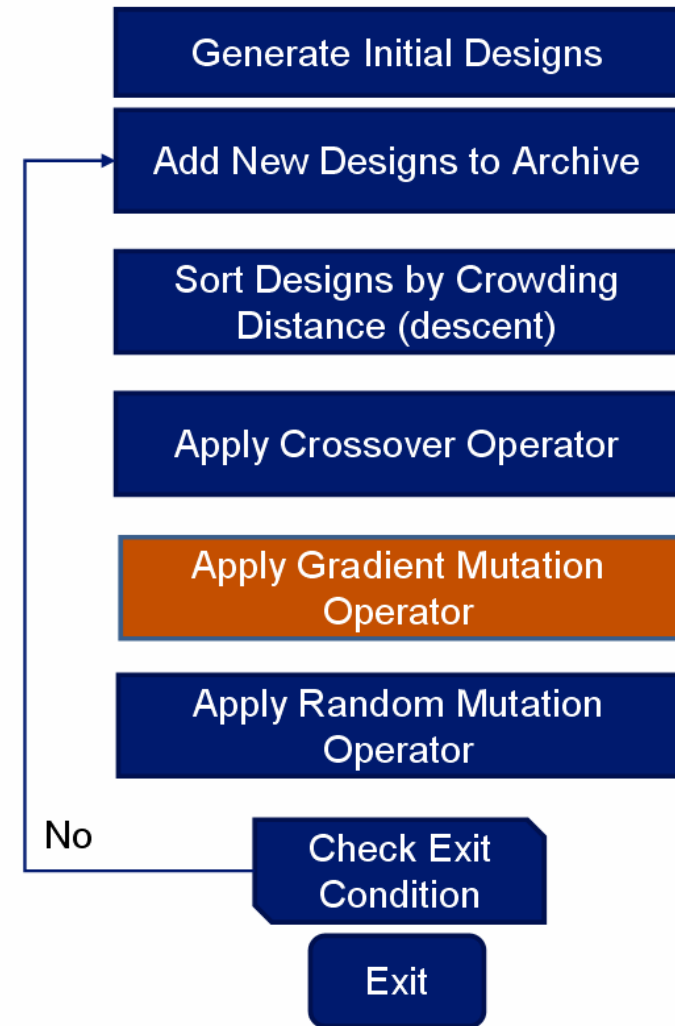 Generate Initial Designs
Add New Designs to Archive
Sort Designs by Crowding
Distance (descent)
Apply Crossover Operator
Apply Gradient Mutation
Operator
Apply Random Mutation
Operator
No
Check Exit
Condition
Exit